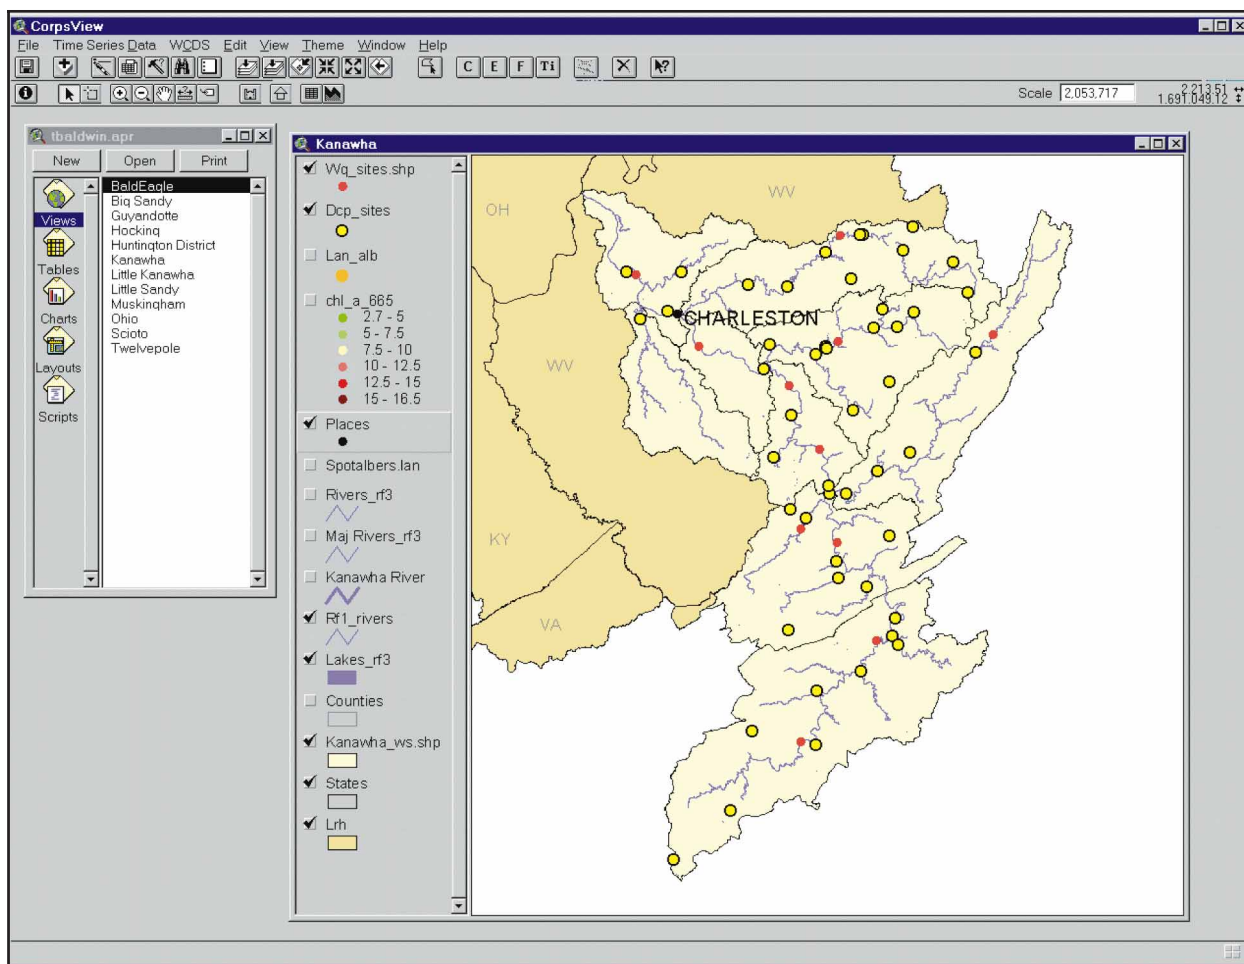 CorpsView
File Time Series Data WCDS Edit View Theme Window Help
C E F Ti
Scale 2,053,717
2 213.51
1.691.049.12
tbaldwin.apr
New Open Print
Views
Tables
Charts
Layouts
Scripts
BaldEagle
Big Sandy
Guyandotte
Hocking
Huntington District
Kanawha
Little Kanawha
Little Sandy
Muskingham
Ohio
Scioto
Twelvepole
Kanawha
Wq_sites.shp
Dcp_sites
Lan_alb
chl_a_665
2.7 - 5
5 - 7.5
7.5 - 10
10 - 12.5
12.5 - 15
15 - 16.5
Places
Spotalbers.lan
Rivers_rf3
Maj Rivers_rf3
Kanawha River
Rf1_rivers
Lakes_rf3
Counties
Kanawha_ws.shp
States
Lrh
OH
WV
CHARLESTON
WV
KY
VA